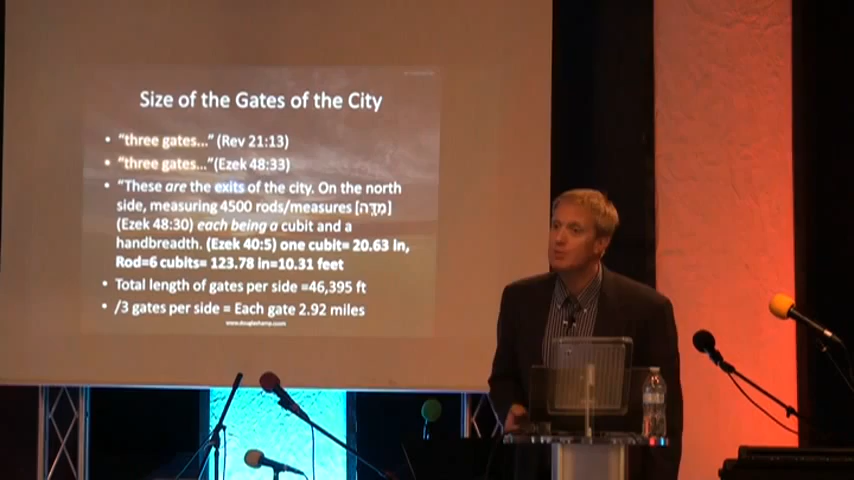 Size of the Gates of the City
• “three gates...” (Rev 21:13)
• “three gates...”(Ezek 48:33)
• “These are the exits of the city. On the north
side, measuring 4500 rods/measures [מִדָּה]
(Ezek 48:30) each being a cubit and a
handbreadth. (Ezek 40:5) one cubit= 20.63 in,
Rod=6 cubits= 123.78 in=10.31 feet
• Total length of gates per side =46,395 ft
• /3 gates per side = Each gate 2.92 miles
www.douglashamp.com